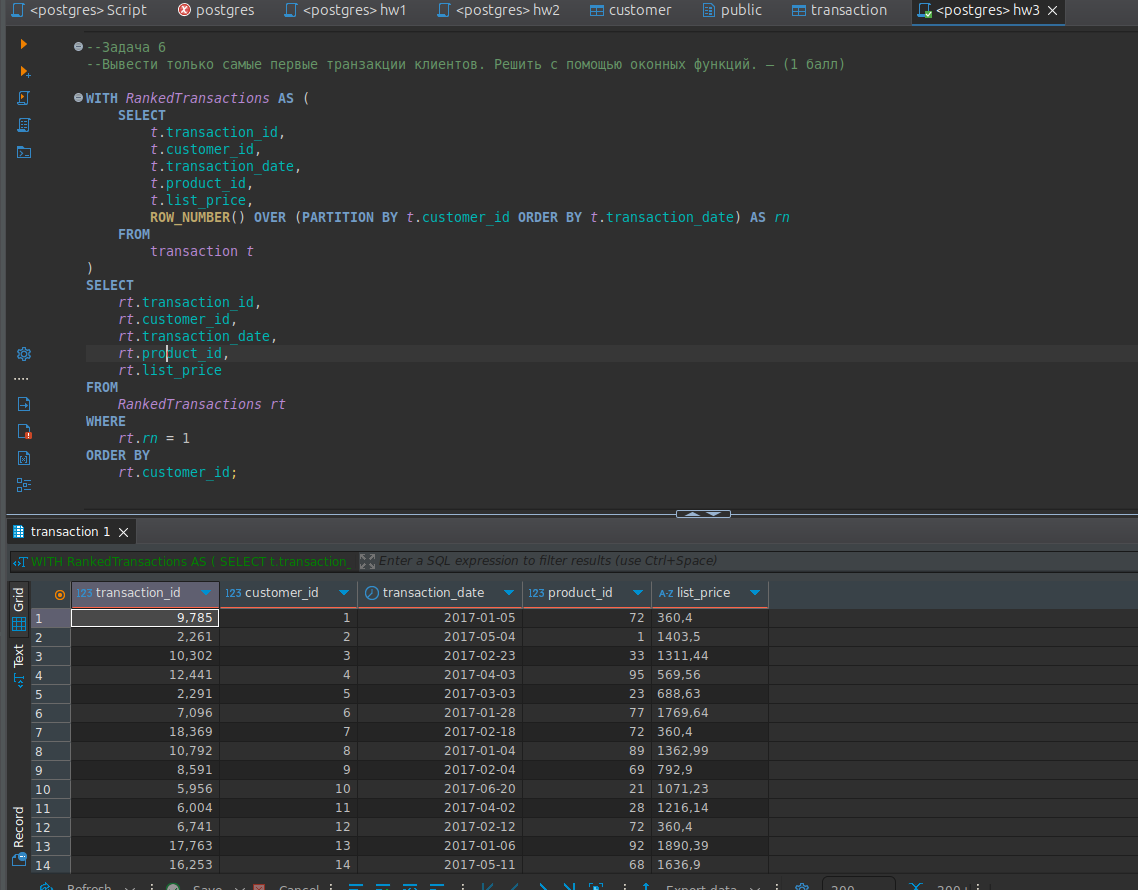 <postgres> Script postgres <postgres> hw1 <postgres> hw2 customer public transaction <postgres> hw3
--Задача 6
--Вывести только самые первые транзакции клиентов. Решить с помощью оконных функций. — (1 балл)
WITH RankedTransactions AS (
SELECT
t.transaction_id,
t.customer_id,
t.transaction_date,
t.product_id,
t.list_price,
ROW_NUMBER() OVER (PARTITION BY t.customer_id ORDER BY t.transaction_date) AS rn
FROM
transaction t
)
SELECT
rt.transaction_id,
rt.customer_id,
rt.transaction_date,
rt.product_id,
rt.list_price
FROM
RankedTransactions rt
WHERE
rt.rn = 1
ORDER BY
rt.customer_id;
transaction 1
WITH RankedTransactions AS ( SELECT t.transaction_ Enter a SQL expression to filter results (use Ctrl+Space)
Grid
Text
Record
123 transaction_id 123 customer_id transaction_date 123 product_id A-Z list_price
1 9,785 1 2017-01-05 72 360,4
2 2,261 2 2017-05-04 1 1403,5
3 10,302 3 2017-02-23 33 1311,44
4 12,441 4 2017-04-03 95 569,56
5 2,291 5 2017-03-03 23 688,63
6 7,096 6 2017-01-28 77 1769,64
7 18,369 7 2017-02-18 72 360,4
8 10,792 8 2017-01-04 89 1362,99
9 8,591 9 2017-02-04 69 792,9
10 5,956 10 2017-06-20 21 1071,23
11 6,004 11 2017-04-02 28 1216,14
12 6,741 12 2017-02-12 72 360,4
13 17,763 13 2017-01-06 92 1890,39
14 16,253 14 2017-05-11 68 1636,9
Refresh Save Cancel Export data 200 200+